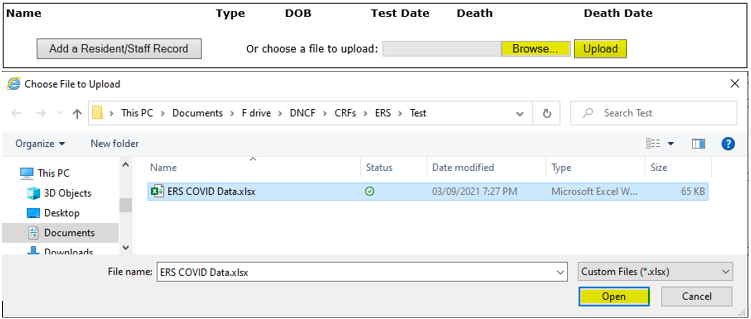 Name Type DOB Test Date Death Death Date
Add a Resident/Staff Record Or choose a file to upload: Browse... Upload
Choose File to Upload
This PC > Documents > F drive > DNCF > CRFs > ERS > Test Search Test
Organize New folder
This PC
3D Objects
Desktop
Documents
Downloads
Name Status Date modified Type Size
ERS COVID Data.xlsx 03/09/2021 7:27 PM Microsoft Excel W... 65 KB
File name: ERS COVID Data.xlsx Custom Files (*.xlsx)
Open Cancel